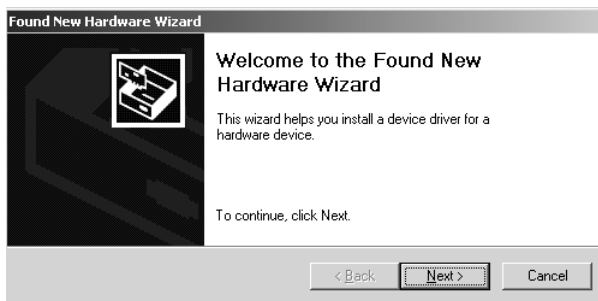 Found New Hardware Wizard
Welcome to the Found New
Hardware Wizard
This wizard helps you install a device driver for a
hardware device.
To continue, click Next.
< Back Next > Cancel